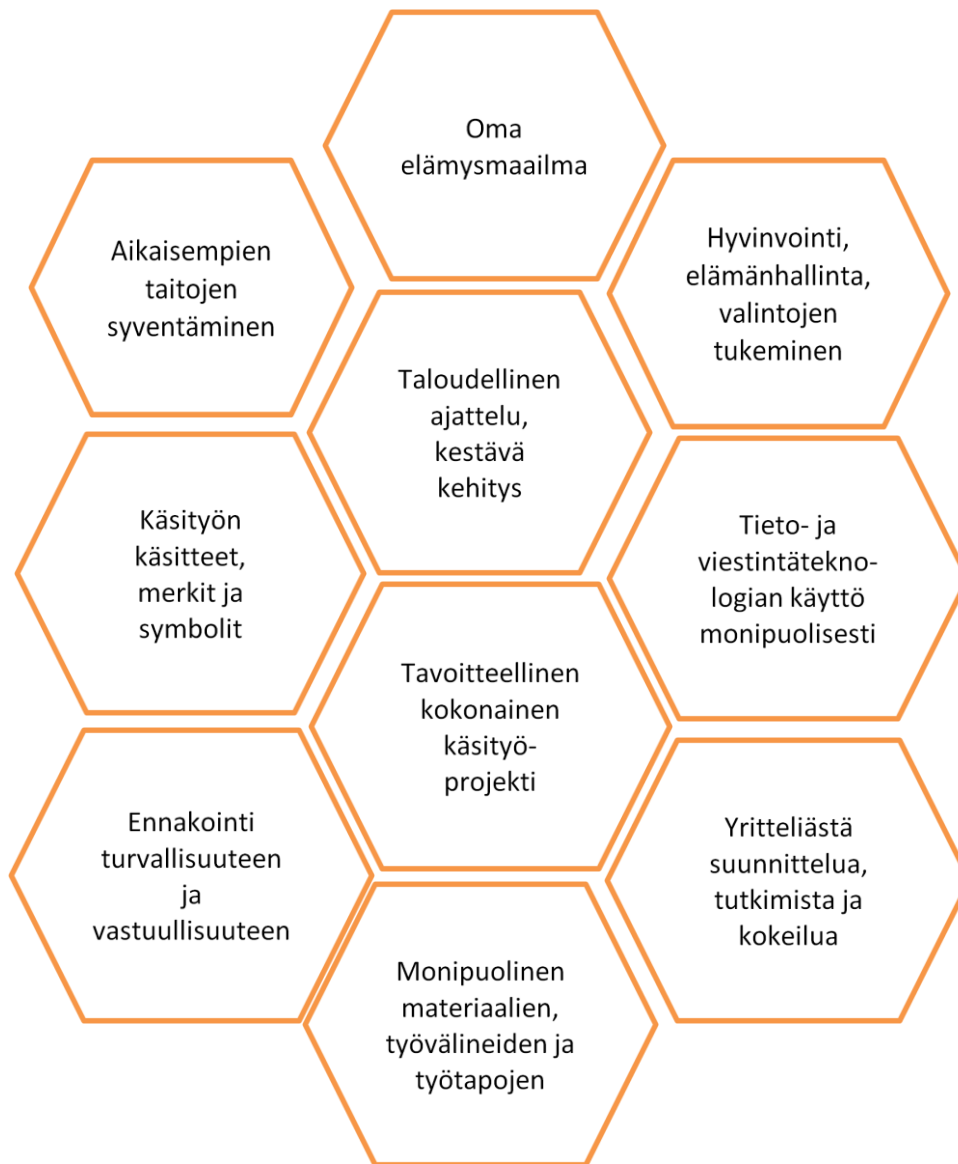 Oma
elämysmaailma
Aikaisempien
taitojen
syventäminen
Hyvinvointi,
elämänhallinta,
valintojen
tukeminen
Taloudellinen
ajattelu,
kestävä
kehitys
Käsityön
käsitteet,
merkit ja
symbolit
Tieto- ja
viestintätekno-
logian käyttö
monipuolisesti
Tavoitteellinen
kokonainen
käsityö-
projekti
Ennakointi
turvallisuuteen
ja
vastuullisuuteen
Yritteliästä
suunnittelua,
tutkimista ja
kokeilua
Monipuolinen
materiaalien,
työvälineiden ja
työtapojen